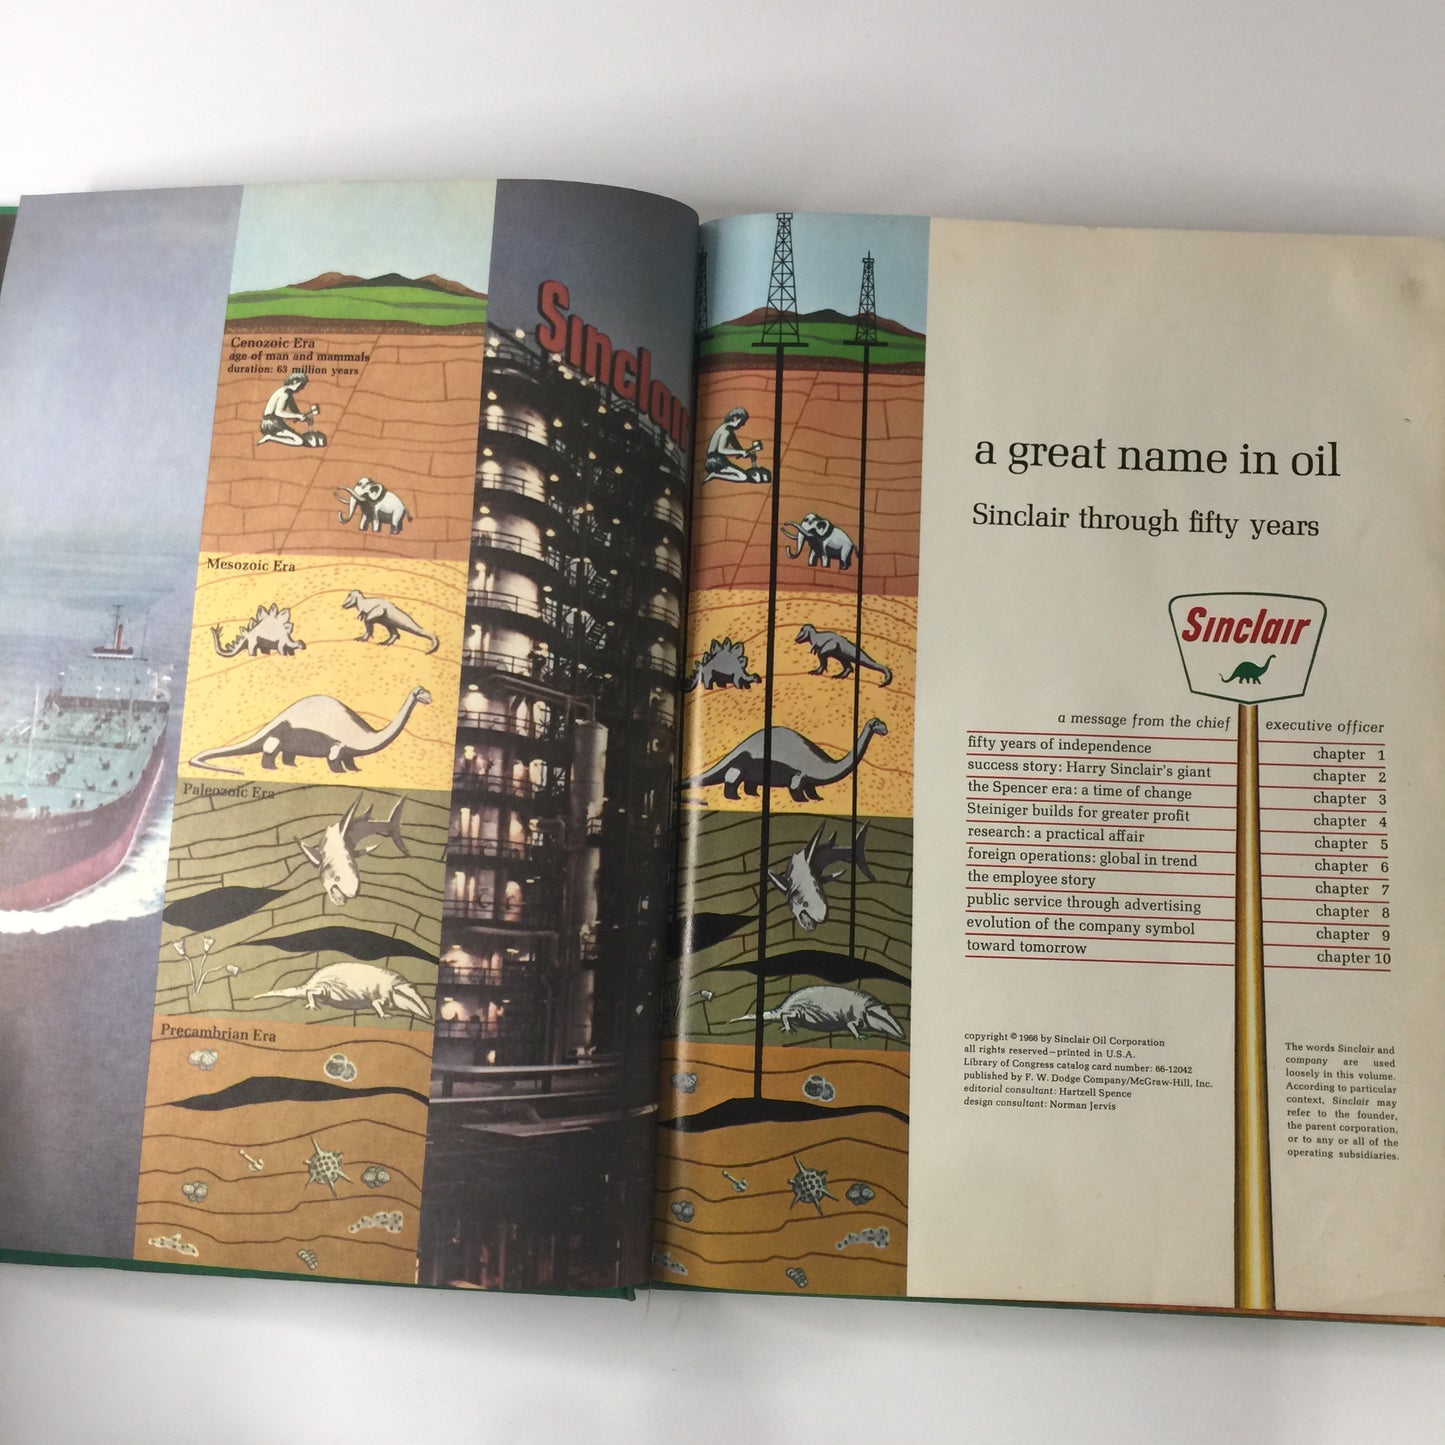 Cenozoic Era
age of man and mammals
duration: 63 million years
Mesozoic Era
Paleozoic Era
Precambrian Era
Sinclair
a great name in oil
Sinclair through fifty years
Sinclair
a message from the chief executive officer
fifty years of independence chapter 1
success story: Harry Sinclair's giant chapter 2
the Spencer era: a time of change chapter 3
Steiniger builds for greater profit chapter 4
research: a practical affair chapter 5
foreign operations: global in trend chapter 6
the employee story chapter 7
public service through advertising chapter 8
evolution of the company symbol chapter 9
toward tomorrow chapter 10
copyright © 1966 by Sinclair Oil Corporation
all rights reserved—printed in U.S.A.
Library of Congress catalog card number: 66-12042
published by F. W. Dodge Company/McGraw-Hill, Inc.
editorial consultant: Hartzell Spence
design consultant: Norman Jervis
The words Sinclair and
company are used
loosely in this volume.
According to particular
context, Sinclair may
refer to the founder,
the parent corporation,
or to any or all of the
operating subsidiaries.